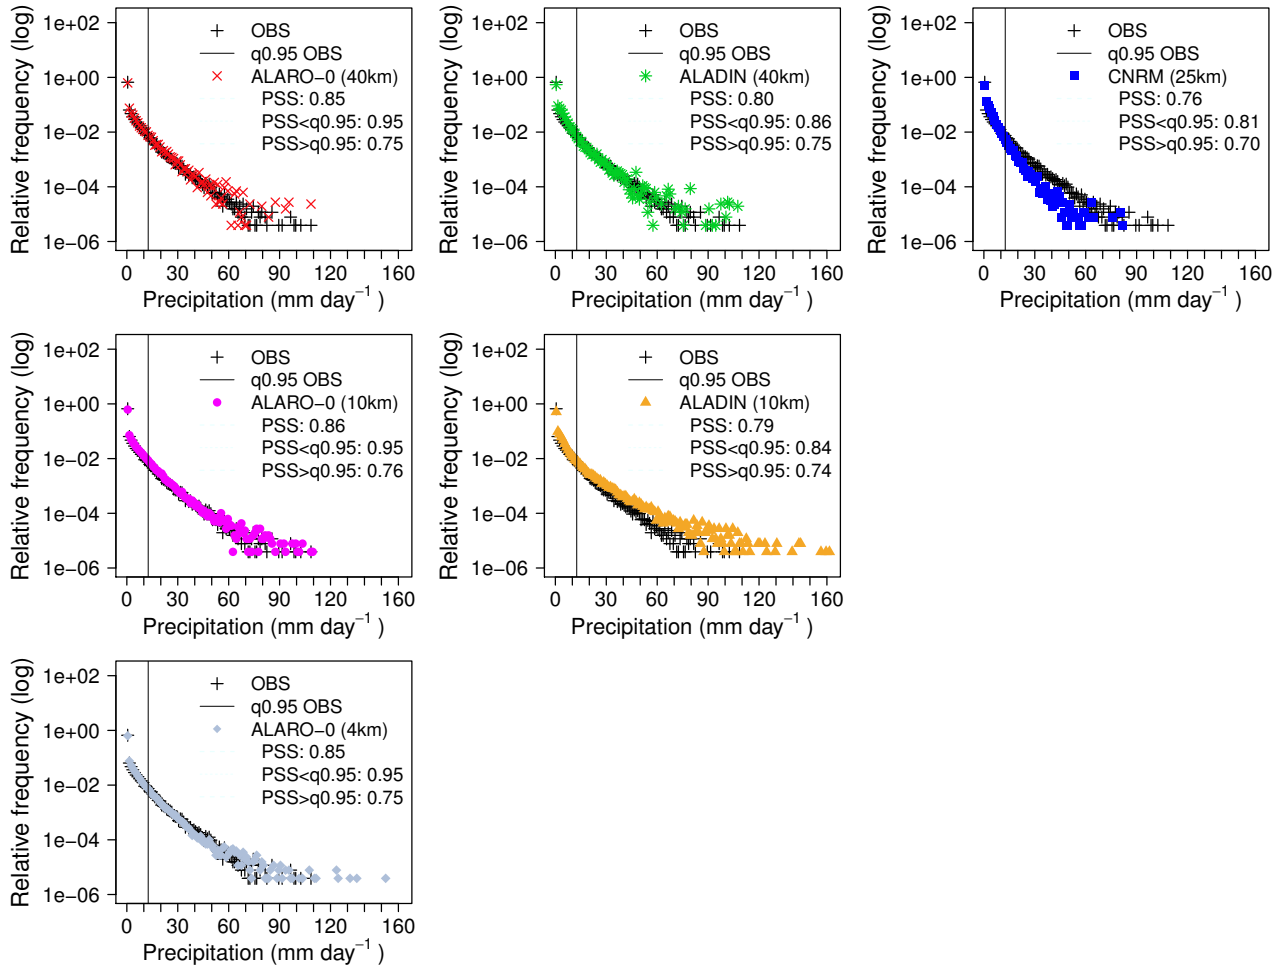 Relative frequency (log)
1e+02
1e+00
1e−02
1e−04
1e−06
OBS
q0.95 OBS
ALARO−0 (40km)
PSS: 0.85
PSS<q0.95: 0.95
PSS>q0.95: 0.75
0 30 60 90 120 160
Precipitation (mm day⁻¹ )
Relative frequency (log)
1e+02
1e+00
1e−02
1e−04
1e−06
OBS
q0.95 OBS
ALADIN (40km)
PSS: 0.80
PSS<q0.95: 0.86
PSS>q0.95: 0.75
0 30 60 90 120 160
Precipitation (mm day⁻¹ )
Relative frequency (log)
1e+02
1e+00
1e−02
1e−04
1e−06
OBS
q0.95 OBS
CNRM (25km)
PSS: 0.76
PSS<q0.95: 0.81
PSS>q0.95: 0.70
0 30 60 90 120 160
Precipitation (mm day⁻¹ )
Relative frequency (log)
1e+02
1e+00
1e−02
1e−04
1e−06
OBS
q0.95 OBS
ALARO−0 (10km)
PSS: 0.86
PSS<q0.95: 0.95
PSS>q0.95: 0.76
0 30 60 90 120 160
Precipitation (mm day⁻¹ )
Relative frequency (log)
1e+02
1e+00
1e−02
1e−04
1e−06
OBS
q0.95 OBS
ALADIN (10km)
PSS: 0.79
PSS<q0.95: 0.84
PSS>q0.95: 0.74
0 30 60 90 120 160
Precipitation (mm day⁻¹ )
Relative frequency (log)
1e+02
1e+00
1e−02
1e−04
1e−06
OBS
q0.95 OBS
ALARO−0 (4km)
PSS: 0.85
PSS<q0.95: 0.95
PSS>q0.95: 0.75
0 30 60 90 120 160
Precipitation (mm day⁻¹ )